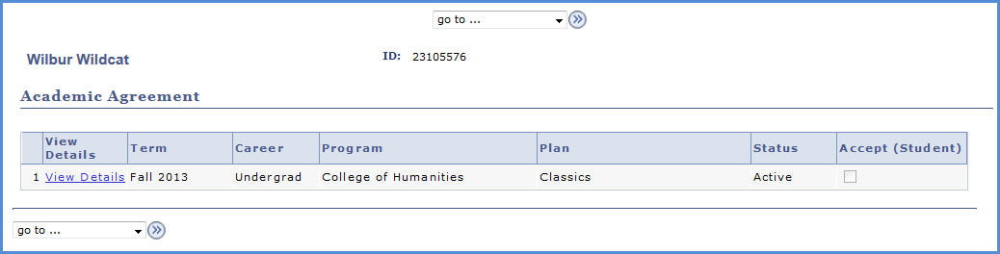 go to ...
Wilbur Wildcat ID: 23105576
Academic Agreement
View Details Term Career Program Plan Status Accept (Student)
1 View Details Fall 2013 Undergrad College of Humanities Classics Active
go to ...